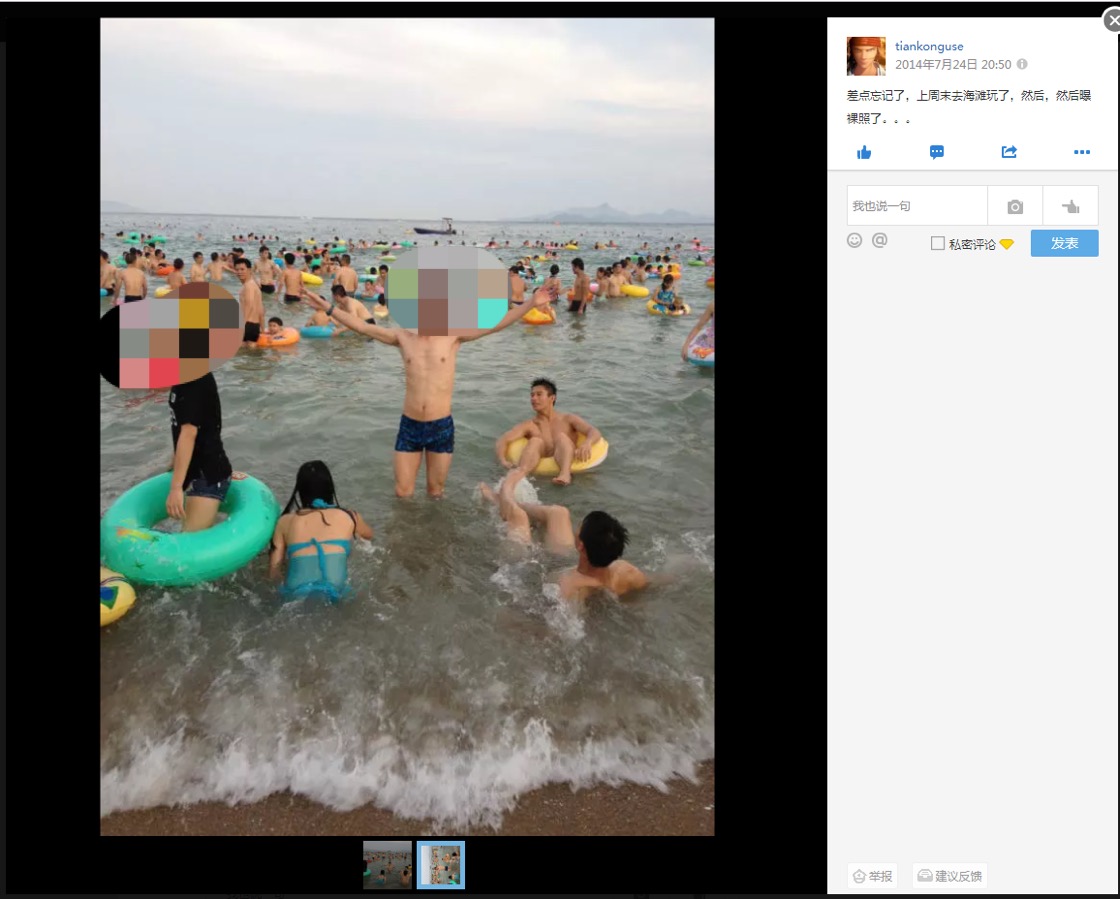 tiankonguse
2014年7月24日 20:50
差点忘记了，上周末去海滩玩了，然后，然后曝
裸照了。。。
我也说一句
私密评论
发表
举报
建议反馈